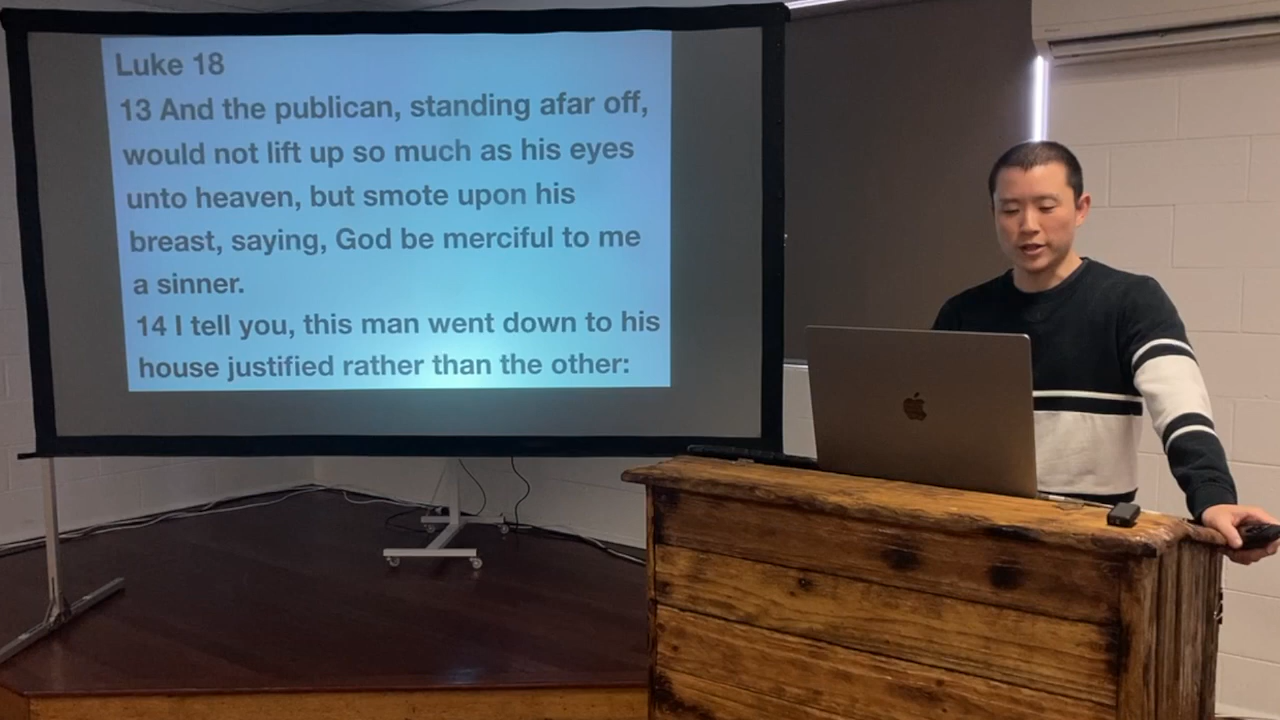 Luke 18
13 And the publican, standing afar off,
would not lift up so much as his eyes
unto heaven, but smote upon his
breast, saying, God be merciful to me
a sinner.
14 I tell you, this man went down to his
house justified rather than the other: